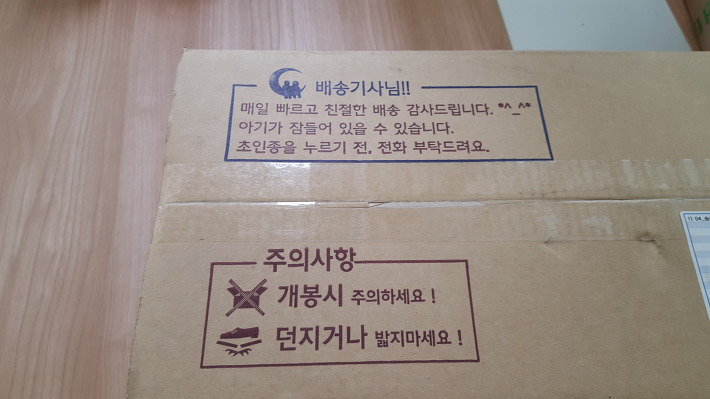 배송기사님!!
매일 빠르고 친절한 배송 감사드립니다. *^_^*
아기가 잠들어 있을 수 있습니다.
초인종을 누르기 전, 전화 부탁드려요.
주의사항
개봉시 주의하세요!
던지거나 밟지마세요!